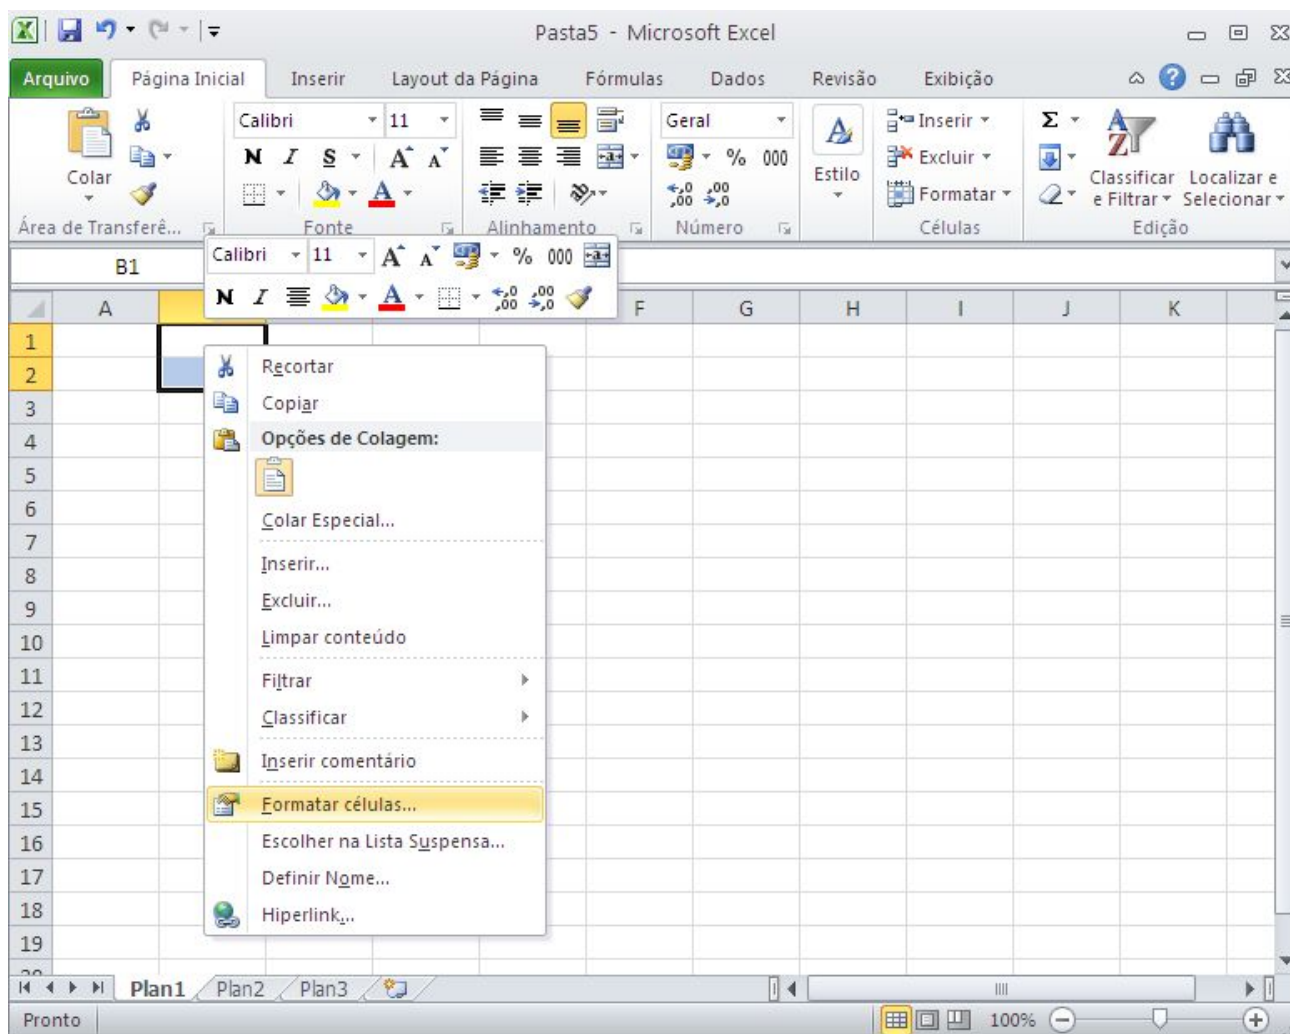 Pasta5 - Microsoft Excel
Arquivo Página Inicial Inserir Layout da Página Fórmulas Dados Revisão Exibição
Colar
Calibri 11
N I S A A
Geral
% 000
Estilo
Inserir
Excluir
Formatar
Σ
Classificar e Filtrar
Localizar e Selecionar
Área de Transferê... Fonte Alinhamento Número Células Edição
B1
Calibri 11 A A % 000
N I A
A F G H I J K
1
2
3
4
5
6
7
8
9
10
11
12
13
14
15
16
17
18
19
Recortar
Copiar
Opções de Colagem:
Colar Especial...
Inserir...
Excluir...
Limpar conteúdo
Filtrar
Classificar
Inserir comentário
Formatar células...
Escolher na Lista Suspensa...
Definir Nome...
Hiperlink...
Plan1 Plan2 Plan3
Pronto 100%